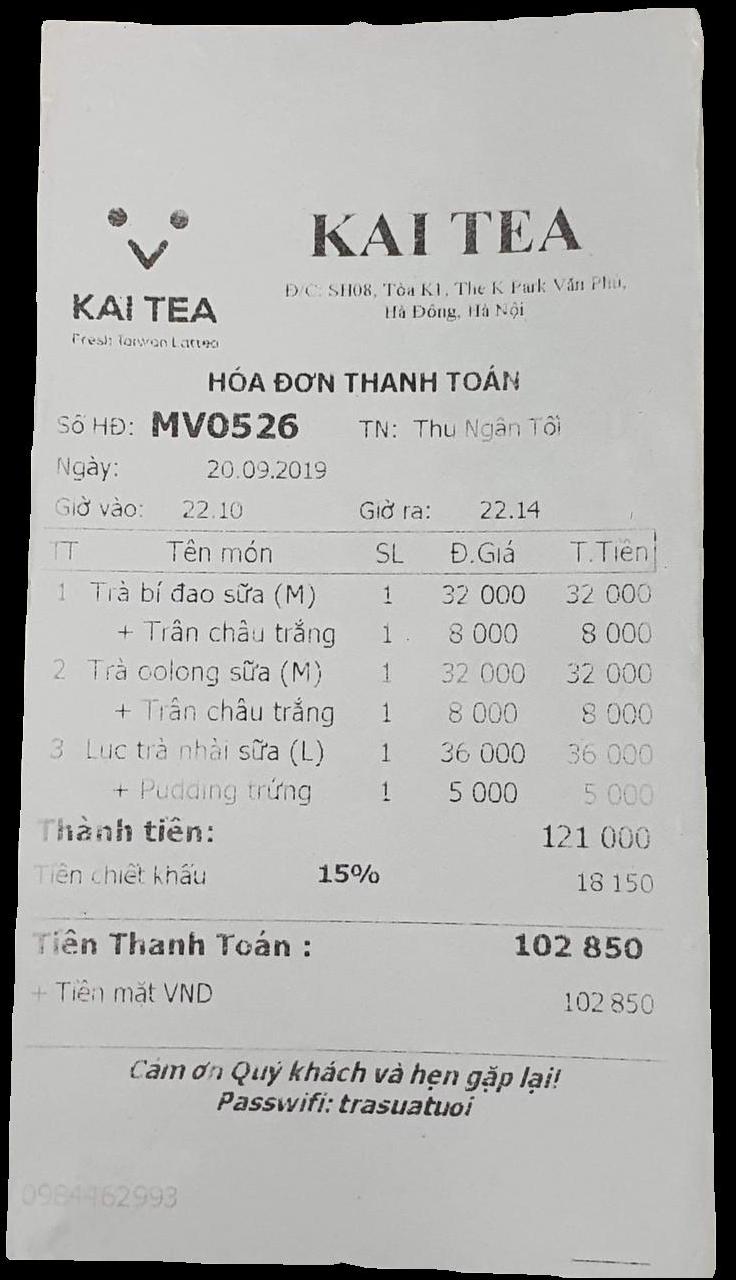 KAI TEA
Fresh Taiwan Lattea
KAI TEA
Đ/C: SH08, Tòa K1, The K Park Văn Phú,
Hà Đông, Hà Nội
HÓA ĐƠN THANH TOÁN
Số HĐ: MV0526 TN: Thu Ngân Tối
Ngày: 20.09.2019
Giờ vào: 22.10 Giờ ra: 22.14
TT Tên món SL Đ.Giá T.Tiền
1 Trà bí đao sữa (M) 1 32 000 32 000
+ Trân châu trắng 1 8 000 8 000
2 Trà oolong sữa (M) 1 32 000 32 000
+ Trân châu trắng 1 8 000 8 000
3 Luc trà nhài sữa (L) 1 36 000 36 000
+ Pudding trứng 1 5 000 5 000
Thành tiền: 121 000
Tiền chiết khấu 15% 18 150
Tiền Thanh Toán : 102 850
+ Tiền mặt VND 102 850
Cảm ơn Quý khách và hẹn gặp lại!
Passwifi: trasuatuoi
0984462993